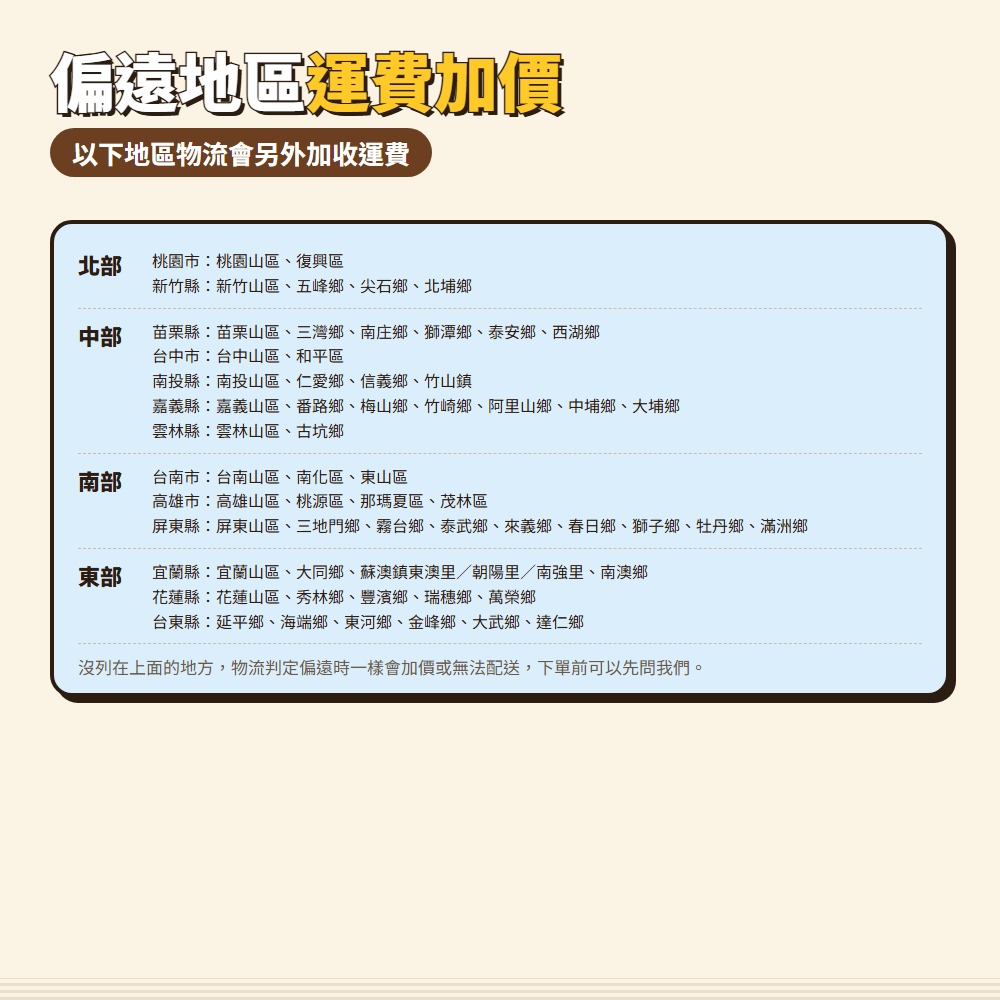 偏遠地區運費加價
以下地區物流會另外加收運費
北部
桃園市：桃園山區、復興區
新竹縣：新竹山區、五峰鄉、尖石鄉、北埔鄉
中部
苗栗縣：苗栗山區、三灣鄉、南庄鄉、獅潭鄉、泰安鄉、西湖鄉
台中市：台中山區、和平區
南投縣：南投山區、仁愛鄉、信義鄉、竹山鎮
嘉義縣：嘉義山區、番路鄉、梅山鄉、竹崎鄉、阿里山鄉、中埔鄉、大埔鄉
雲林縣：雲林山區、古坑鄉
南部
台南市：台南山區、南化區、東山區
高雄市：高雄山區、桃源區、那瑪夏區、茂林區
屏東縣：屏東山區、三地門鄉、霧台鄉、泰武鄉、來義鄉、春日鄉、獅子鄉、牡丹鄉、滿洲鄉
東部
宜蘭縣：宜蘭山區、大同鄉、蘇澳鎮東澳里／朝陽里／南強里、南澳鄉
花蓮縣：花蓮山區、秀林鄉、豐濱鄉、瑞穗鄉、萬榮鄉
台東縣：延平鄉、海端鄉、東河鄉、金峰鄉、大武鄉、達仁鄉
沒列在上面的地方，物流判定偏遠時一樣會加價或無法配送，下單前可以先問我們。